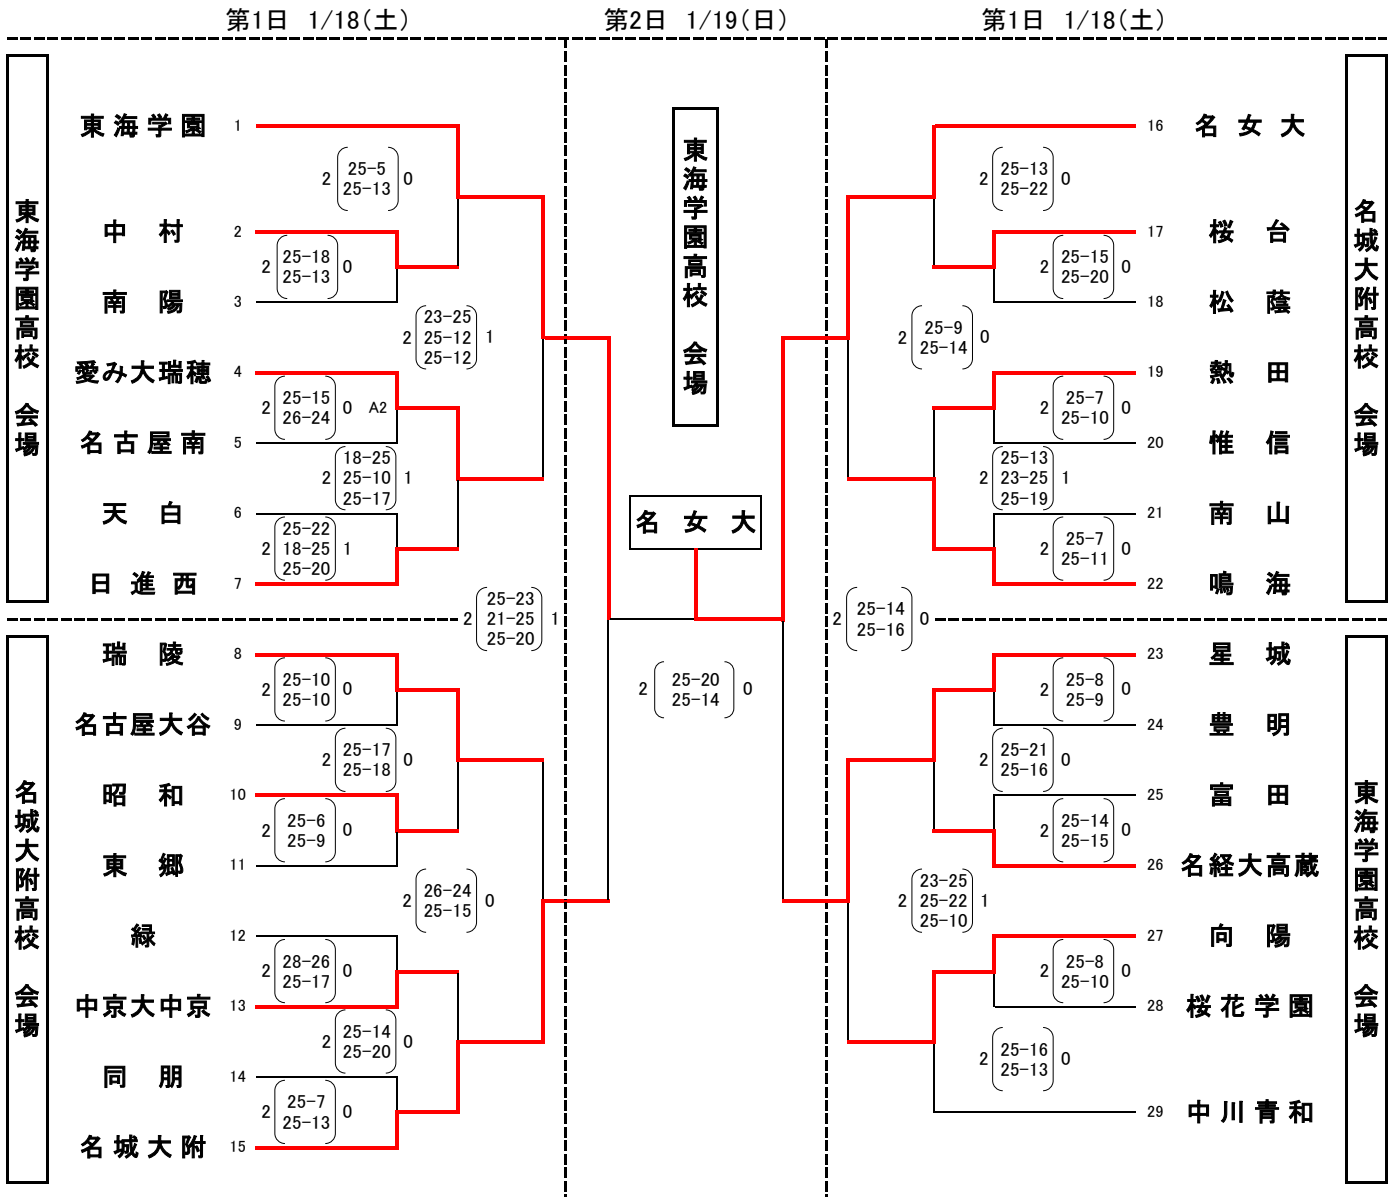 第1日 1/18(土)
第2日 1/19(日)
第1日 1/18(土)
東海学園高校 会場
東海学園 1
2 25-5 0
25-13
中村 2
2 25-18 0
25-13
南陽 3
23-25
2 25-12 1
25-12
愛み大瑞穂 4
2 25-15 0 A2
26-24
名古屋南 5
18-25
2 25-10 1
25-17
天白 6
25-22
2 18-25 1
25-20
日進西 7
25-23
2 21-25 1
25-20
名城大附高校 会場
瑞陵 8
2 25-10 0
25-10
名古屋大谷 9
2 25-17 0
25-18
昭和 10
2 25-6 0
25-9
東郷 11
2 26-24 0
25-15
緑 12
2 28-26 0
25-17
中京大中京 13
2 25-14 0
25-20
同朋 14
2 25-7 0
25-13
名城大附 15
東海学園高校 会場
名女大
2 25-20 0
25-14
名城大附高校 会場
16 名女大
2 25-13 0
25-22
17 桜台
2 25-15 0
25-20
18 松蔭
2 25-9 0
25-14
19 熱田
2 25-7 0
25-10
20 惟信
25-13
2 23-25 1
25-19
21 南山
2 25-7 0
25-11
22 鳴海
2 25-14 0
25-16
東海学園高校 会場
23 星城
2 25-8 0
25-9
24 豊明
2 25-21 0
25-16
25 富田
2 25-14 0
25-15
26 名経大高蔵
23-25
2 25-22 1
25-10
27 向陽
2 25-8 0
25-10
28 桜花学園
2 25-16 0
25-13
29 中川青和